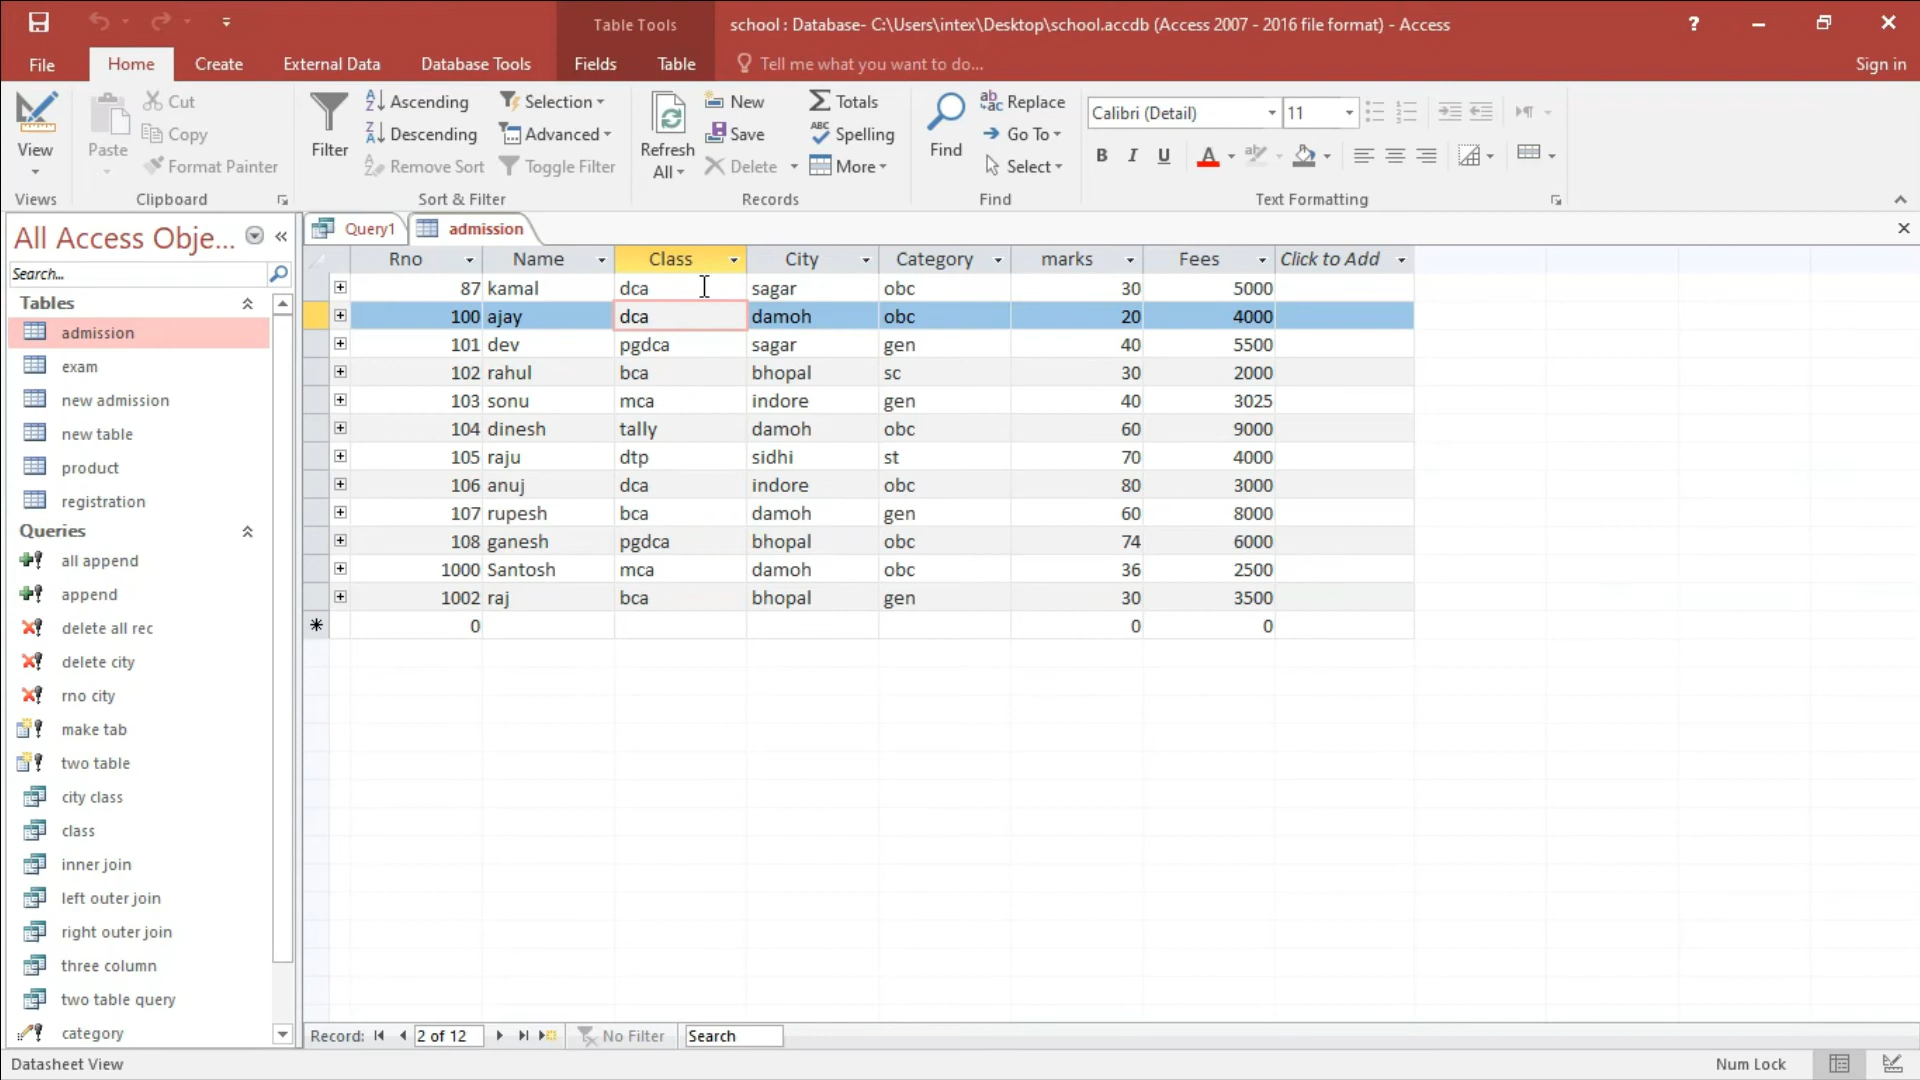 Table Tools
school : Database- C:\Users\intex\Desktop\school.accdb (Access 2007 - 2016 file format) - Access
?
File Home Create External Data Database Tools Fields Table Tell me what you want to do... Sign in
View
Views
Paste
Cut
Copy
Format Painter
Clipboard
Filter
Ascending
Descending
Remove Sort
Selection
Advanced
Toggle Filter
Sort & Filter
Refresh
All
New
Save
Delete
Totals
Spelling
More
Records
Find
Replace
Go To
Select
Find
Calibri (Detail) 11
B I U A
Text Formatting
All Access Obje...
Search...
Tables
admission
exam
new admission
new table
product
registration
Queries
all append
append
delete all rec
delete city
rno city
make tab
two table
city class
class
inner join
left outer join
right outer join
three column
two table query
category
Query1 admission
Rno Name Class City Category marks Fees Click to Add
87 kamal dca sagar obc 30 5000
100 ajay dca damoh obc 20 4000
101 dev pgdca sagar gen 40 5500
102 rahul bca bhopal sc 30 2000
103 sonu mca indore gen 40 3025
104 dinesh tally damoh obc 60 9000
105 raju dtp sidhi st 70 4000
106 anuj dca indore obc 80 3000
107 rupesh bca damoh gen 60 8000
108 ganesh pgdca bhopal obc 74 6000
1000 Santosh mca damoh obc 36 2500
1002 raj bca bhopal gen 30 3500
0 0 0
Record: 2 of 12 No Filter Search
Datasheet View Num Lock